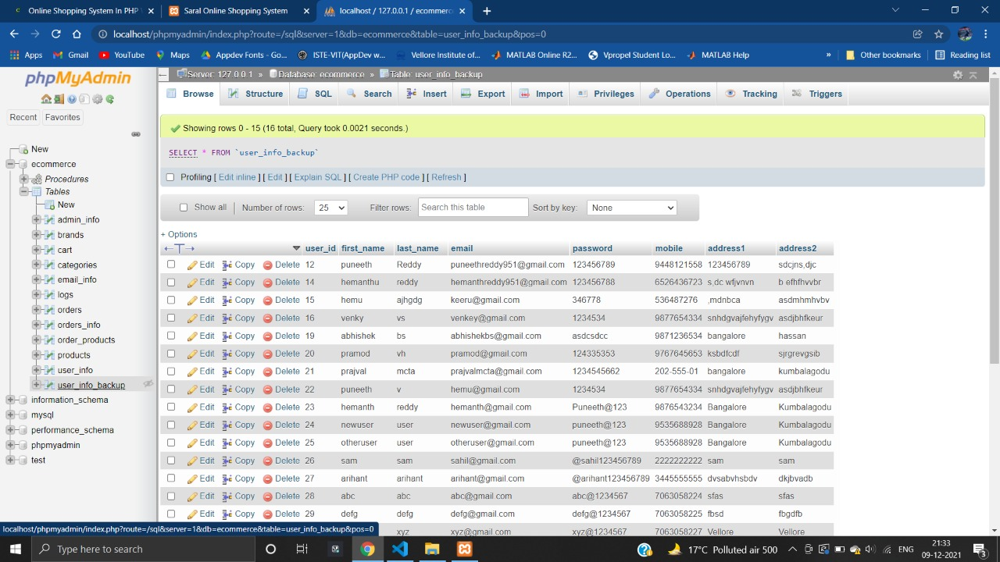 Online Shopping System In PHP
Saral Online Shopping System
localhost / 127.0.0.1 / ecommerce
localhost/phpmyadmin/index.php?route=/sql&server=1&db=ecommerce&table=user_info_backup&pos=0
Apps Gmail YouTube Maps Appdev Fonts - Go... ISTE-VIT(AppDev w... Vellore Institute of... MATLAB Online R2... Vpropel Student Lo... MATLAB Help » Other bookmarks Reading list
phpMyAdmin
Recent Favorites
New
ecommerce
Procedures
Tables
New
admin_info
brands
cart
categories
email_info
logs
orders
orders_info
order_products
products
user_info
user_info_backup
information_schema
mysql
performance_schema
phpmyadmin
test
Server: 127.0.0.1 » Database: ecommerce » Table: user_info_backup
Browse Structure SQL Search Insert Export Import Privileges Operations Tracking Triggers
Showing rows 0 - 15 (16 total, Query took 0.0021 seconds.)
SELECT * FROM `user_info_backup`
Profiling [ Edit inline ] [ Edit ] [ Explain SQL ] [ Create PHP code ] [ Refresh ]
Show all | Number of rows: 25 Filter rows: Search this table Sort by key: None
+ Options
←T→ user_id first_name last_name email password mobile address1 address2
Edit Copy Delete 12 puneeth Reddy puneethreddy951@gmail.com 123456789 9448121558 123456789 sdcjns,djc
Edit Copy Delete 14 hemanthu reddy hemanthreddy951@gmail.com 123456788 6526436723 s,dc wfjvnvn b efhfhvvbr
Edit Copy Delete 15 hemu ajhgdg keeru@gmail.com 346778 536487276 ,mdnbca asdmhmhvbv
Edit Copy Delete 16 venky vs venkey@gmail.com 1234534 9877654334 snhdgvajfehyfygv asdjbhfkeur
Edit Copy Delete 19 abhishek bs abhishekbs@gmail.com asdcsdcc 9871236534 bangalore hassan
Edit Copy Delete 20 pramod vh pramod@gmail.com 124335353 9767645653 ksbdfcdf sjrgrevgsib
Edit Copy Delete 21 prajval mcta prajvalmcta@gmail.com 1234545662 202-555-01 bangalore kumbalagodu
Edit Copy Delete 22 puneeth v hemu@gmail.com 1234534 9877654334 snhdgvajfehyfygv asdjbhfkeur
Edit Copy Delete 23 hemanth reddy hemanth@gmail.com Puneeth@123 9876543234 Bangalore Kumbalagodu
Edit Copy Delete 24 newuser user newuser@gmail.com puneeth@123 9535688928 Bangalore Kumbalagodu
Edit Copy Delete 25 otheruser user otheruser@gmail.com puneeth@123 9535688928 Bangalore Kumbalagodu
Edit Copy Delete 26 sam sam sahil@gmail.com @sahil123456789 2222222222 sam sam
Edit Copy Delete 27 arihant arihant arihant@gmail.com @arihant123456789 3445555555 dvsabvhsbdv dkjbvadb
Edit Copy Delete 28 abc abc abc@gmail.com abc@1234567 7063058224 sfas sfas
Edit Copy Delete 29 defg defg defg@gmail.com defg@1234567 7063058225 fbsd fbgdfb
xyz xyz@gmail.com xyz@1234567 7063058227 Vellore Vellore
localhost/phpmyadmin/index.php?route=/sql&server=1&db=ecommerce&table=user_info_backup&pos=0
Type here to search
17°C Polluted air 500
ENG
21:33
09-12-2021
3